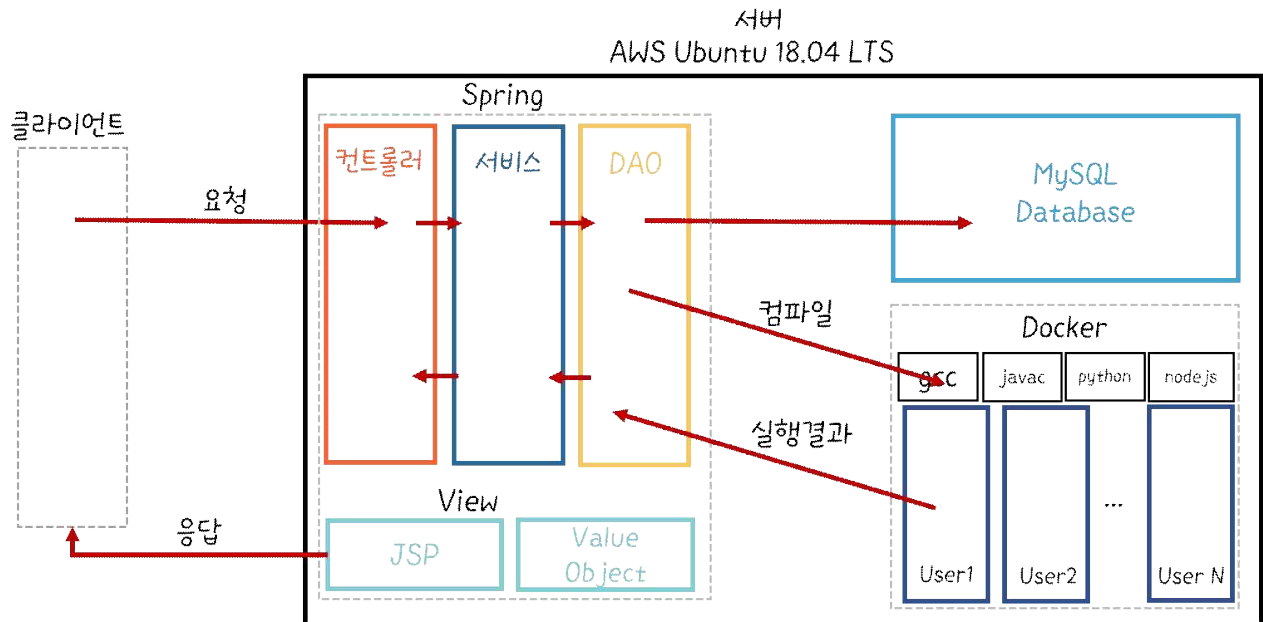 서버
AWS Ubuntu 18.04 LTS
클라이언트
Spring
컨트롤러
서비스
DAO
MySQL
Database
요청
컴파일
Docker
gcc
javac
python
nodejs
실행결과
View
응답
JSP
Value
Object
User1
User2
...
User N